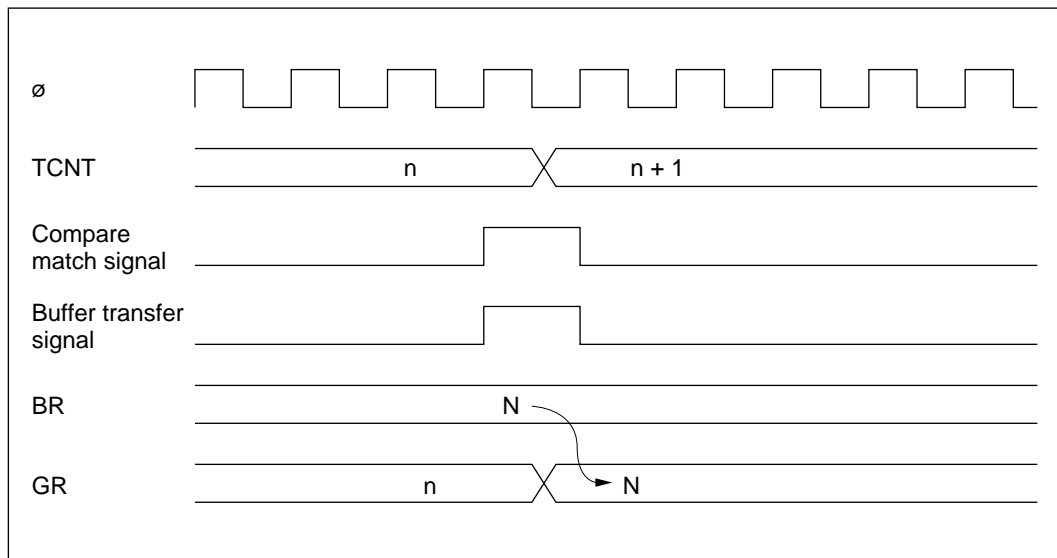 ø
TCNT
n
n + 1
Compare
match signal
Buffer transfer
signal
BR
N
GR
n
N